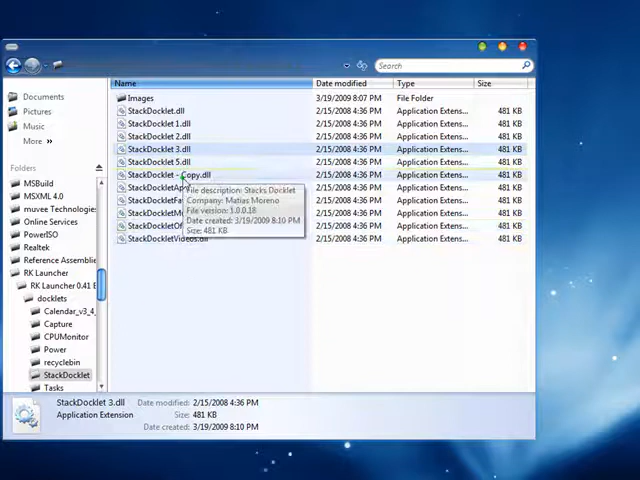 Search
Name Date modified Type Size
Documents
Pictures
Music
More »
Folders
MSBuild
MSXML 4.0
muvee Technologies
Online Services
PowerISO
Realtek
Reference Assemblie
RK Launcher
RK Launcher 0.41 B
docklets
Calendar_v3_4_
Capture
CPUMonitor
Power
recyclebin
StackDocklet
Tasks
Images 3/19/2009 8:07 PM File Folder
StackDocklet.dll 2/15/2008 4:36 PM Application Extens... 481 KB
StackDocklet 1.dll 2/15/2008 4:36 PM Application Extens... 481 KB
StackDocklet 2.dll 2/15/2008 4:36 PM Application Extens... 481 KB
StackDocklet 3.dll 2/15/2008 4:36 PM Application Extens... 481 KB
StackDocklet 5.dll 2/15/2008 4:36 PM Application Extens... 481 KB
StackDocklet - Copy.dll 2/15/2008 4:36 PM Application Extens... 481 KB
StackDockletAp 2/15/2008 4:36 PM Application Extens... 481 KB
StackDockletFa 2/15/2008 4:36 PM Application Extens... 481 KB
StackDockletM 2/15/2008 4:36 PM Application Extens... 481 KB
StackDockletOf 2/15/2008 4:36 PM Application Extens... 481 KB
StackDockletVideos.dll 2/15/2008 4:36 PM Application Extens... 481 KB
File description: Stacks Docklet
Company: Matias Moreno
File version: 1.0.0.18
Date created: 3/19/2009 8:10 PM
Size: 481 KB
StackDocklet 3.dll Date modified: 2/15/2008 4:36 PM
Application Extension Size: 481 KB
Date created: 3/19/2009 8:10 PM